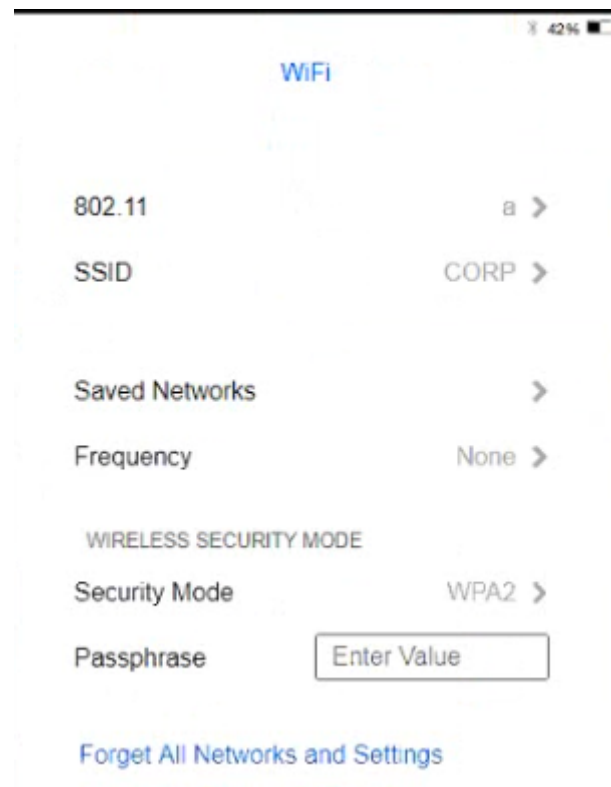 42%
WiFi
802.11 a
SSID CORP
Saved Networks
Frequency None
WIRELESS SECURITY MODE
Security Mode WPA2
Passphrase Enter Value
Forget All Networks and Settings